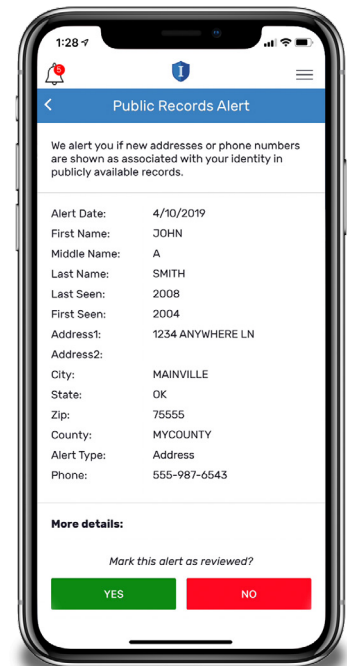 1:28
5
I
Public Records Alert
We alert you if new addresses or phone numbers
are shown as associated with your identity in
publicly available records.
Alert Date: 4/10/2019
First Name: JOHN
Middle Name: A
Last Name: SMITH
Last Seen: 2008
First Seen: 2004
Address1: 1234 ANYWHERE LN
Address2:
City: MAINVILLE
State: OK
Zip: 75555
County: MYCOUNTY
Alert Type: Address
Phone: 555-987-6543
More details:
Mark this alert as reviewed?
YES NO